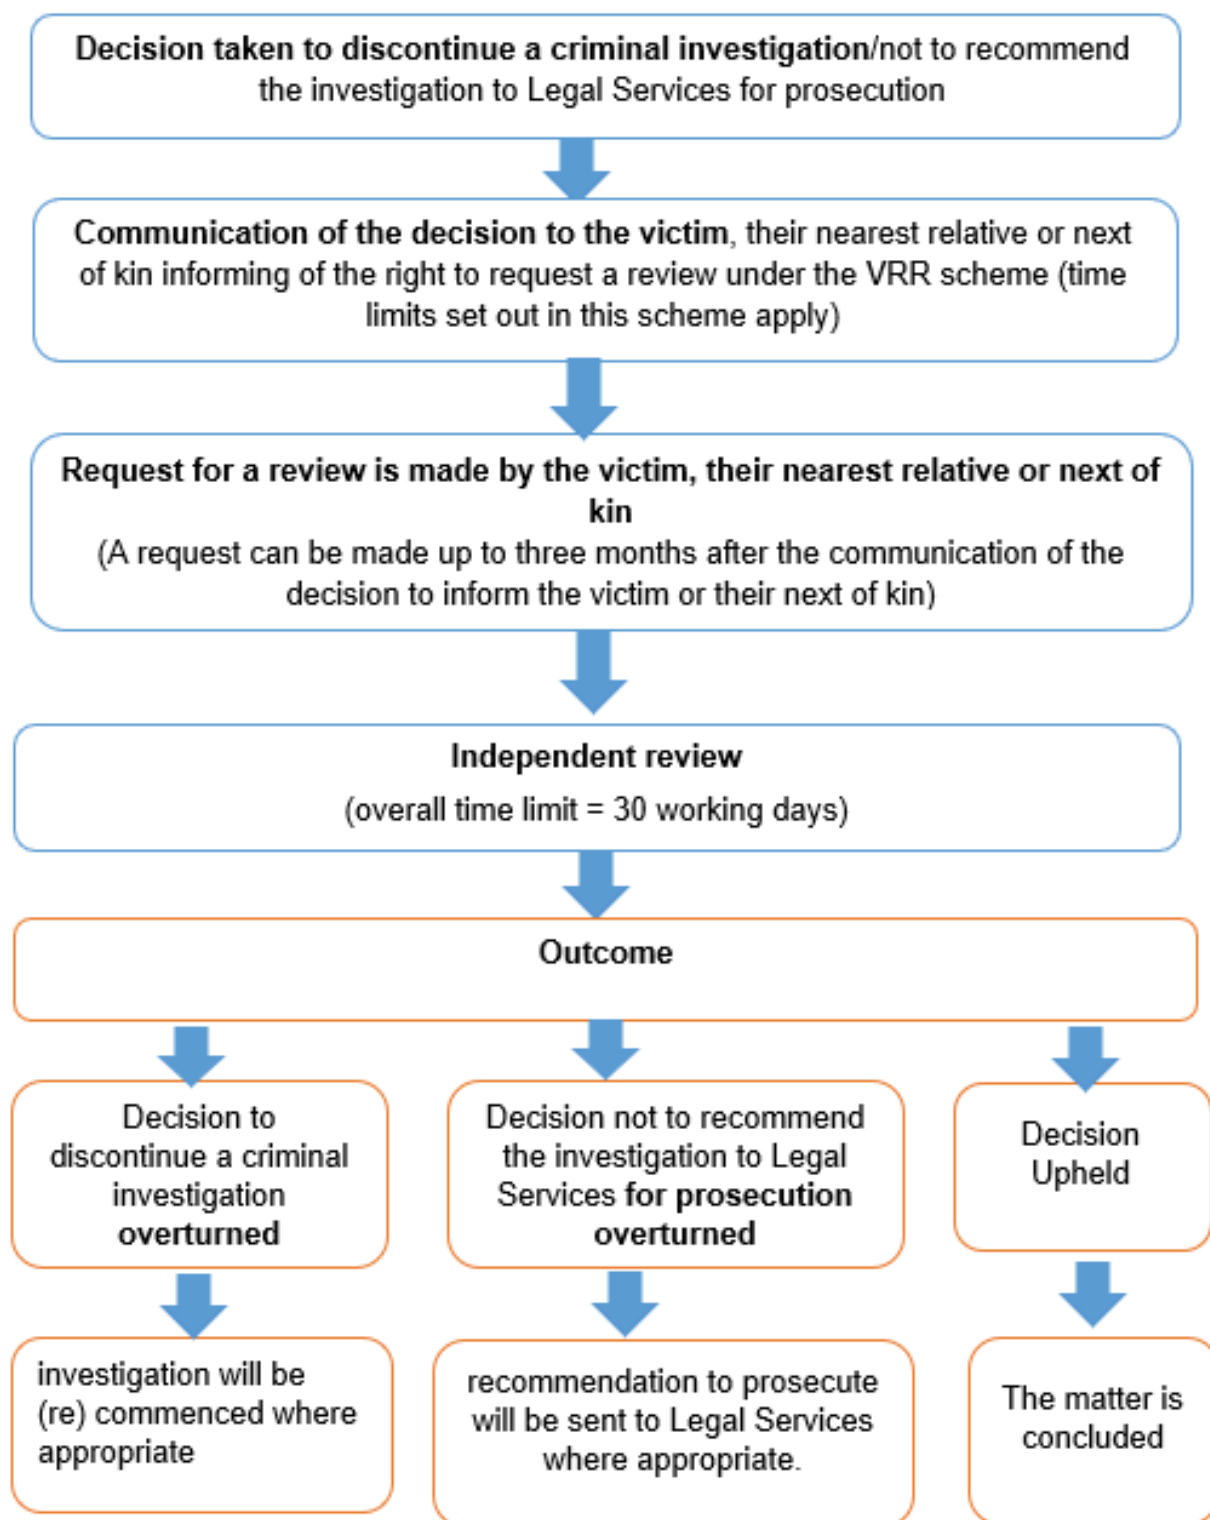 Decision taken to discontinue a criminal investigation/not to recommend
the investigation to Legal Services for prosecution
Communication of the decision to the victim, their nearest relative or next
of kin informing of the right to request a review under the VRR scheme (time
limits set out in this scheme apply)
Request for a review is made by the victim, their nearest relative or next of
kin
(A request can be made up to three months after the communication of the
decision to inform the victim or their next of kin)
Independent review
(overall time limit = 30 working days)
Outcome
Decision to
discontinue a criminal
investigation
overturned
Decision not to recommend
the investigation to Legal
Services for prosecution
overturned
Decision
Upheld
investigation will be
(re) commenced where
appropriate
recommendation to prosecute
will be sent to Legal Services
where appropriate.
The matter is
concluded